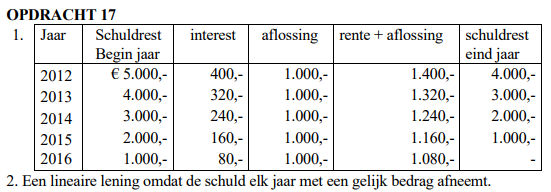 OPDRACHT 17
1. Jaar Schuldrest interest aflossing rente + aflossing schuldrest
Begin jaar eind jaar
2012 € 5.000,- 400,- 1.000,- 1.400,- 4.000,-
2013 4.000,- 320,- 1.000,- 1.320,- 3.000,-
2014 3.000,- 240,- 1.000,- 1.240,- 2.000,-
2015 2.000,- 160,- 1.000,- 1.160,- 1.000,-
2016 1.000,- 80,- 1.000,- 1.080,- -
2. Een lineaire lening omdat de schuld elk jaar met een gelijk bedrag afneemt.